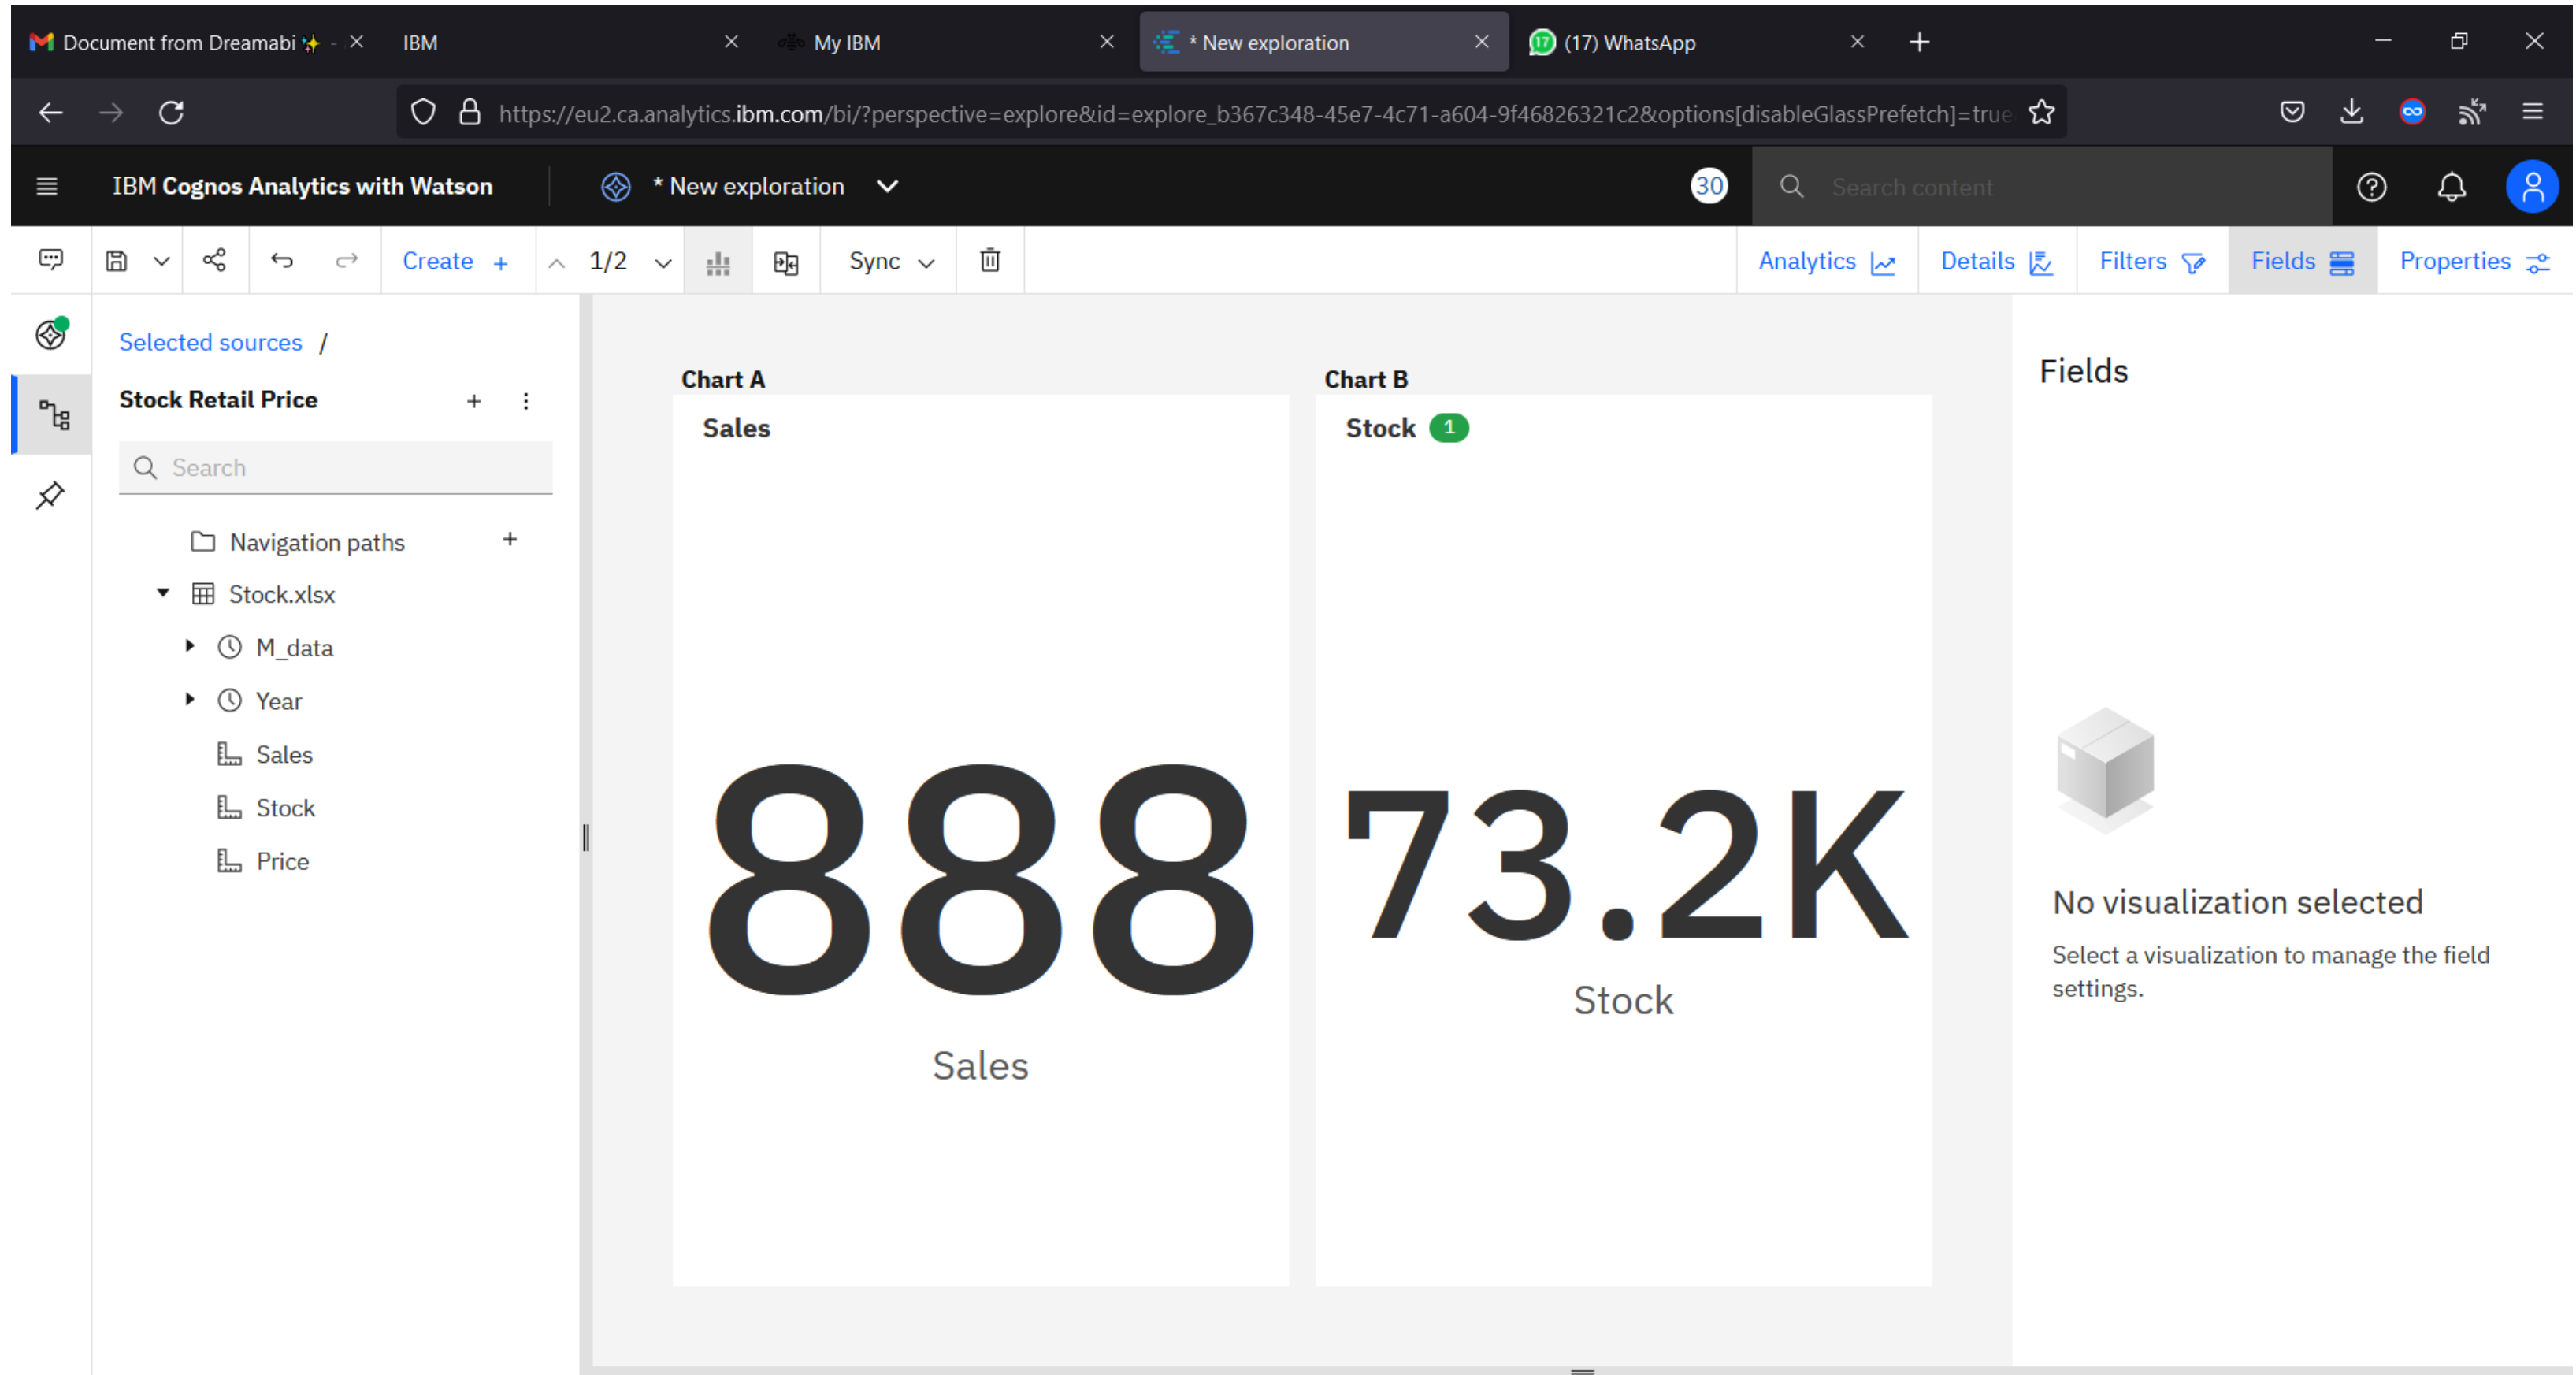 Document from Dreamabi ✨ -
IBM
My IBM
* New exploration
(17) WhatsApp
https://eu2.ca.analytics.ibm.com/bi/?perspective=explore&id=explore_b367c348-45e7-4c71-a604-9f46826321c2&options[disableGlassPrefetch]=true
IBM Cognos Analytics with Watson
* New exploration
30
Search content
Create +
1/2
Sync
Analytics
Details
Filters
Fields
Properties
Selected sources /
Stock Retail Price
Search
Navigation paths
Stock.xlsx
M_data
Year
Sales
Stock
Price
Chart A
Sales
888
Sales
Chart B
Stock 1
73.2K
Stock
Fields
No visualization selected
Select a visualization to manage the field
settings.